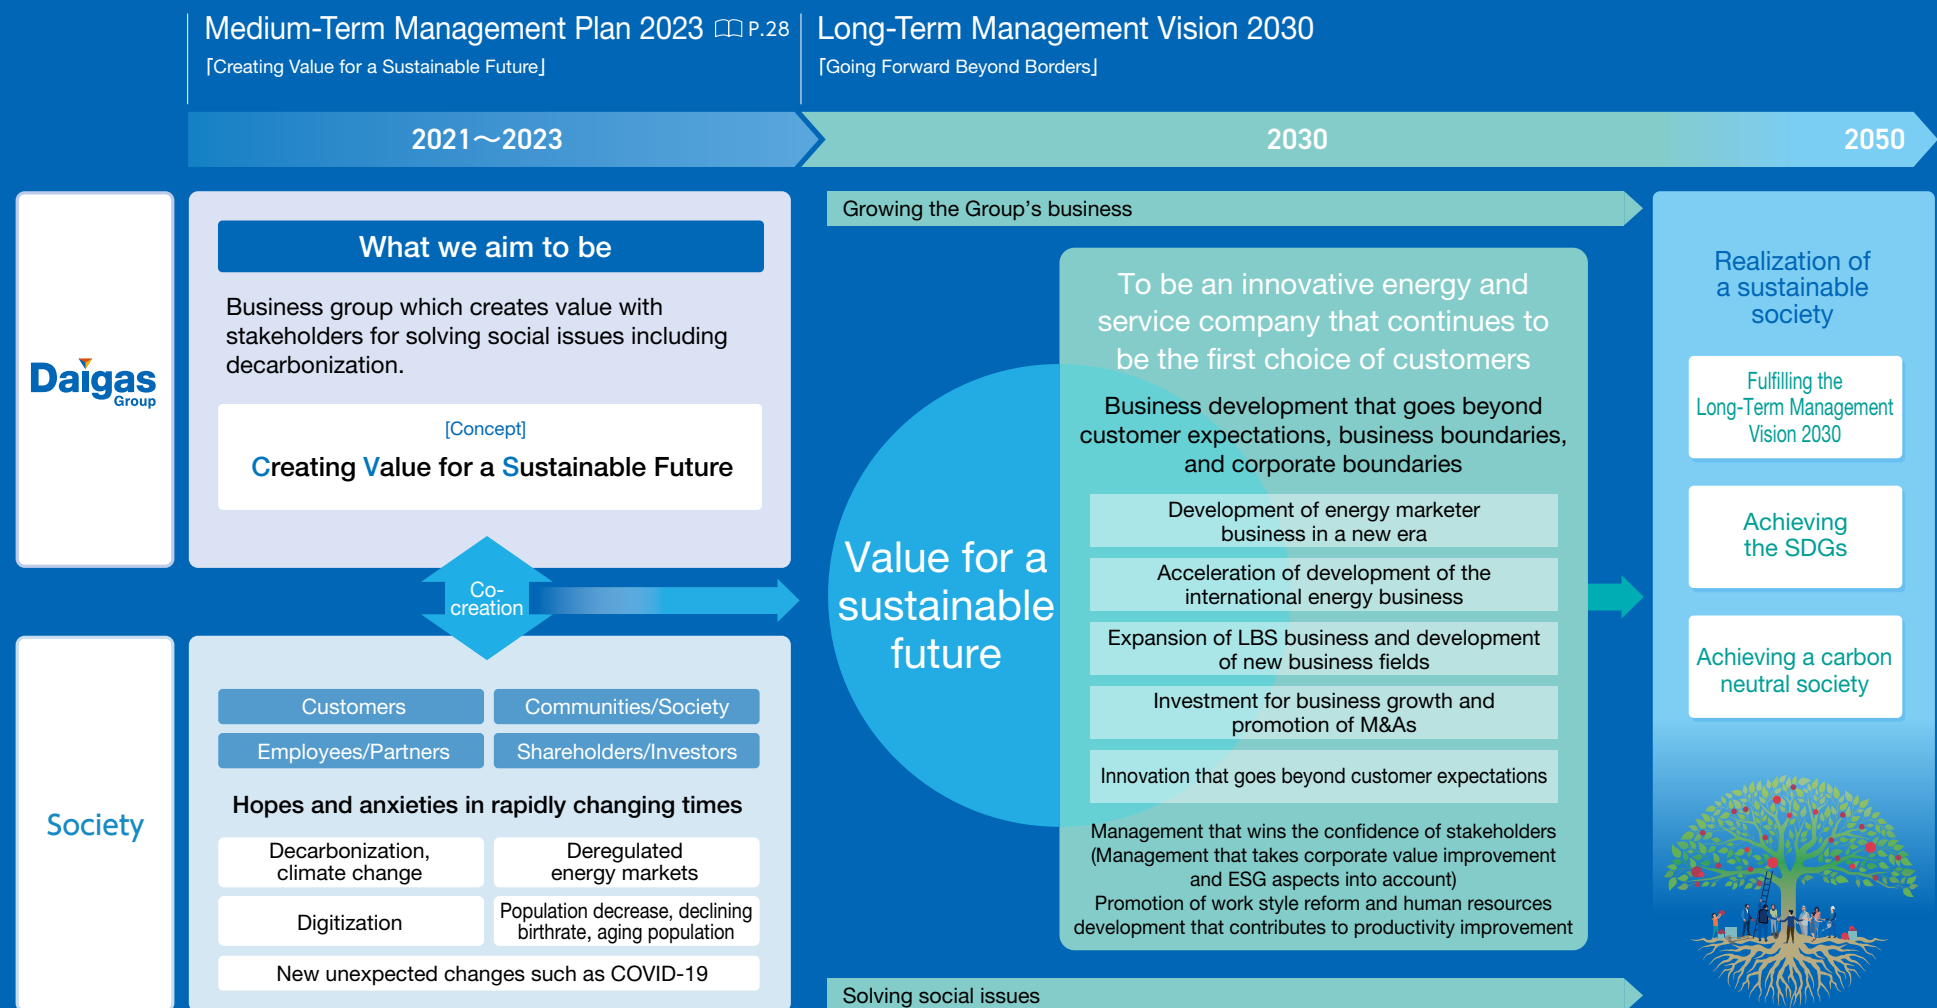 Medium-Term Management Plan 2023 P.28
「Creating Value for a Sustainable Future」
Long-Term Management Vision 2030
「Going Forward Beyond Borders」
2021～2023
2030
2050
Daigas
Group
What we aim to be
Business group which creates value with
stakeholders for solving social issues including
decarbonization.
[Concept]
Creating Value for a Sustainable Future
Co-
creation
Society
Customers
Communities/Society
Employees/Partners
Shareholders/Investors
Hopes and anxieties in rapidly changing times
Decarbonization,
climate change
Deregulated
energy markets
Digitization
Population decrease, declining
birthrate, aging population
New unexpected changes such as COVID-19
Growing the Group's business
Value for a
sustainable
future
To be an innovative energy and
service company that continues to
be the first choice of customers
Business development that goes beyond
customer expectations, business boundaries,
and corporate boundaries
Development of energy marketer
business in a new era
Acceleration of development of the
international energy business
Expansion of LBS business and development
of new business fields
Investment for business growth and
promotion of M&As
Innovation that goes beyond customer expectations
Management that wins the confidence of stakeholders
(Management that takes corporate value improvement
and ESG aspects into account)
Promotion of work style reform and human resources
development that contributes to productivity improvement
Solving social issues
Realization of
a sustainable
society
Fulfilling the
Long-Term Management
Vision 2030
Achieving
the SDGs
Achieving a carbon
neutral society